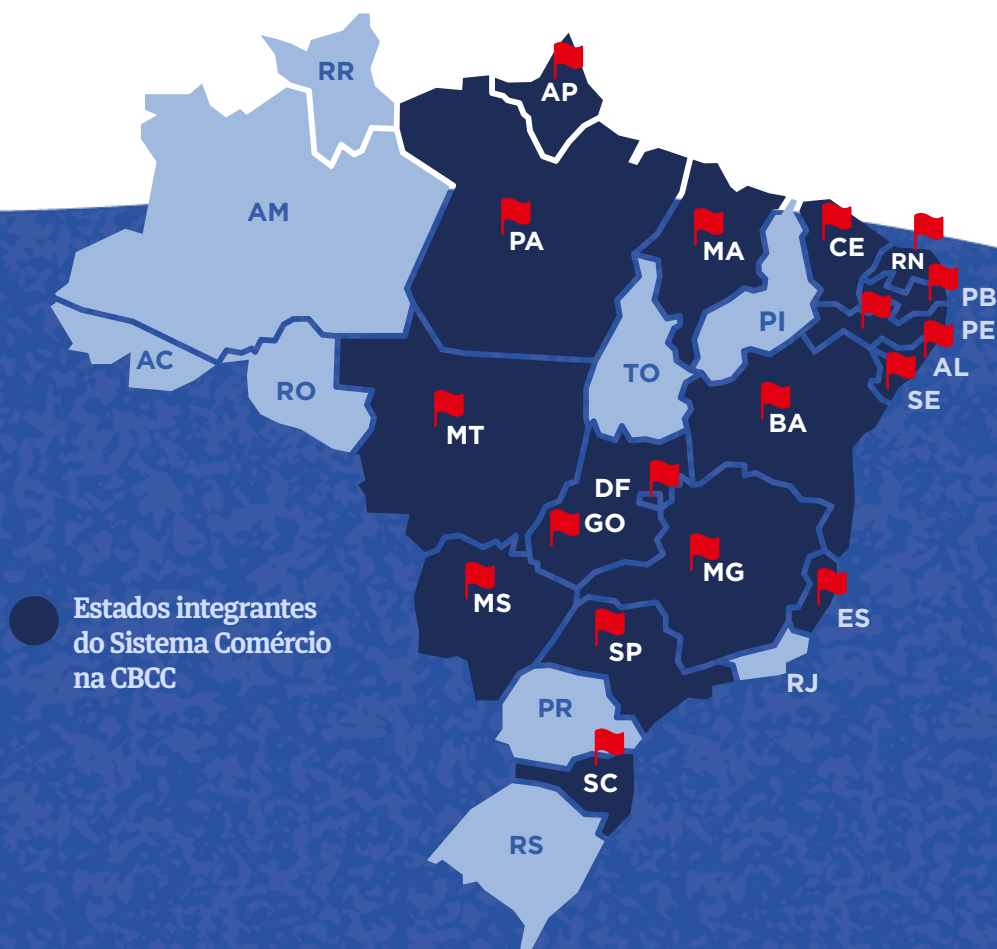 RR
AP
AM
PA
MA
CE
RN
PB
PI
PE
AC
TO
AL
RO
SE
BA
MT
DF
GO
MG
MS
ES
SP
RJ
PR
SC
RS
Estados integrantes
do Sistema Comércio
na CBCC